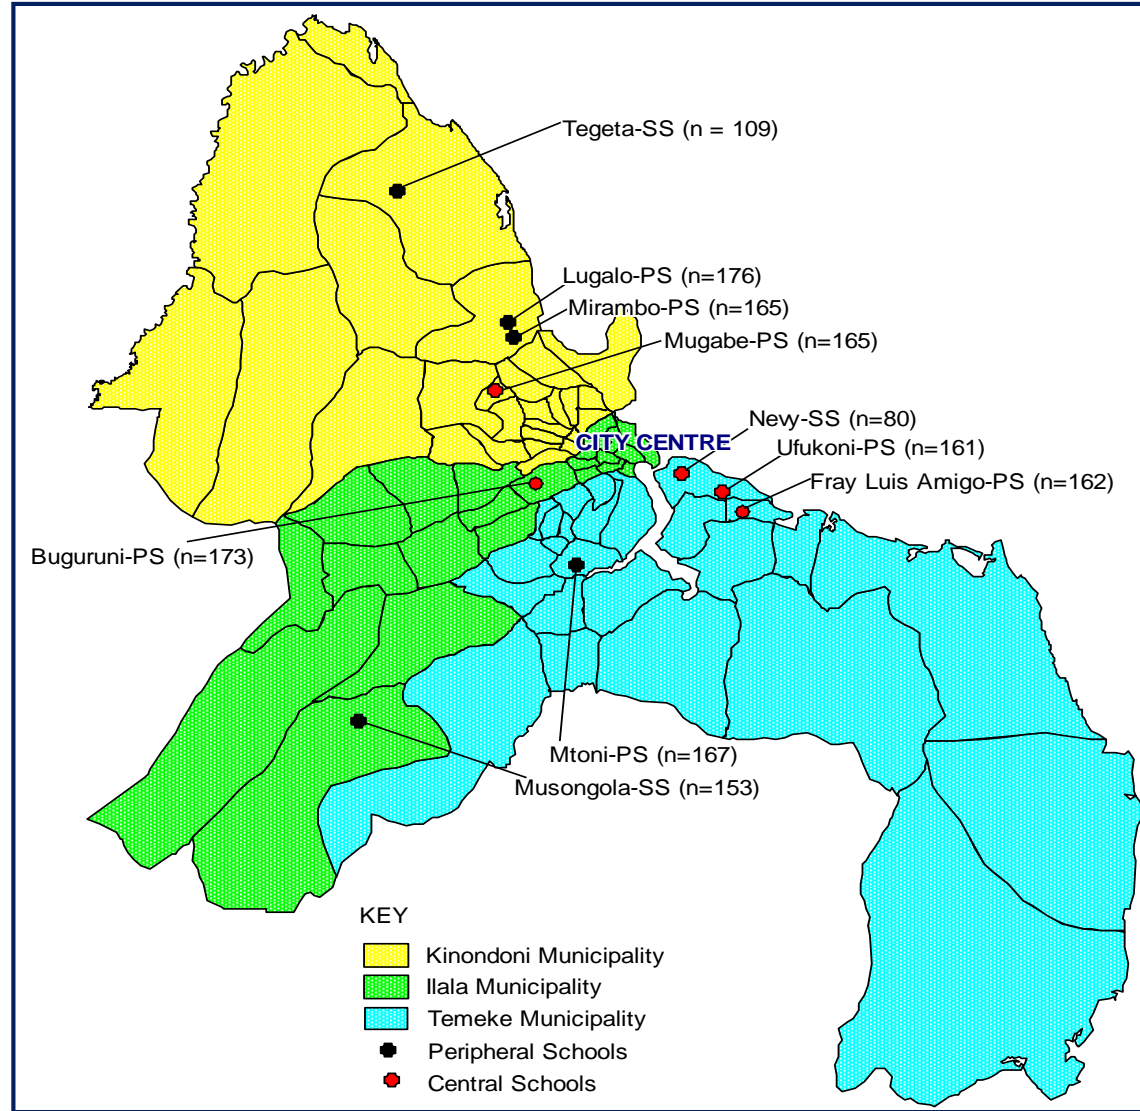 Tegeta-SS (n = 109)
Lugalo-PS (n=176)
Mirambo-PS (n=165)
Mugabe-PS (n=165)
Nevy-SS (n=80)
CITY CENTRE
Ufukoni-PS (n=161)
Fray Luis Amigo-PS (n=162)
Buguruni-PS (n=173)
Mtoni-PS (n=167)
Musongola-SS (n=153)
KEY
Kinondoni Municipality
Ilala Municipality
Temeke Municipality
Peripheral Schools
Central Schools